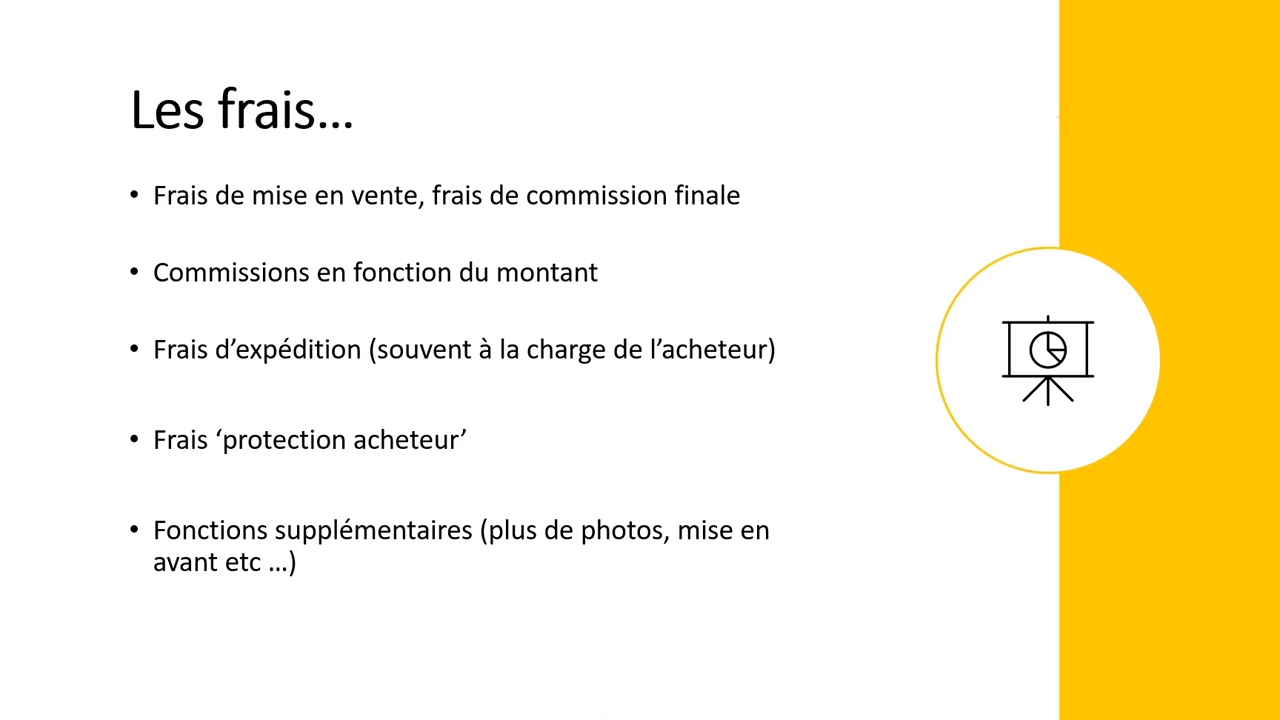 Les frais...
• Frais de mise en vente, frais de commission finale
• Commissions en fonction du montant
• Frais d’expédition (souvent à la charge de l’acheteur)
• Frais ‘protection acheteur’
• Fonctions supplémentaires (plus de photos, mise en
avant etc ...)